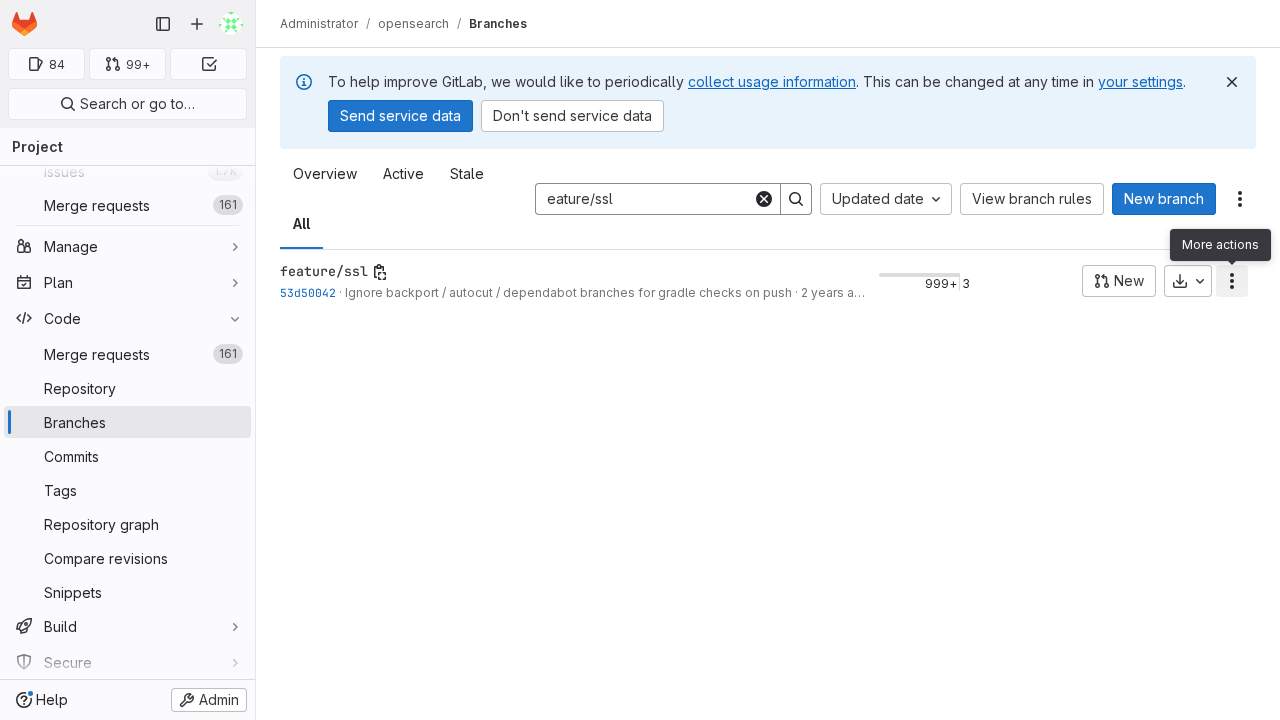 84
99+
Search or go to…
Project
Issues
1.7k
Merge requests
161
Manage
Plan
Code
Merge requests
161
Repository
Branches
Commits
Tags
Repository graph
Compare revisions
Snippets
Build
Secure
Help
Admin
Administrator / opensearch / Branches
To help improve GitLab, we would like to periodically collect usage information. This can be changed at any time in your settings.
Send service data
Don't send service data
Overview
Active
Stale
All
eature/ssl
Updated date
View branch rules
New branch
More actions
feature/ssl
53d50042 · Ignore backport / autocut / dependabot branches for gradle checks on push · 2 years a…
999+
3
New